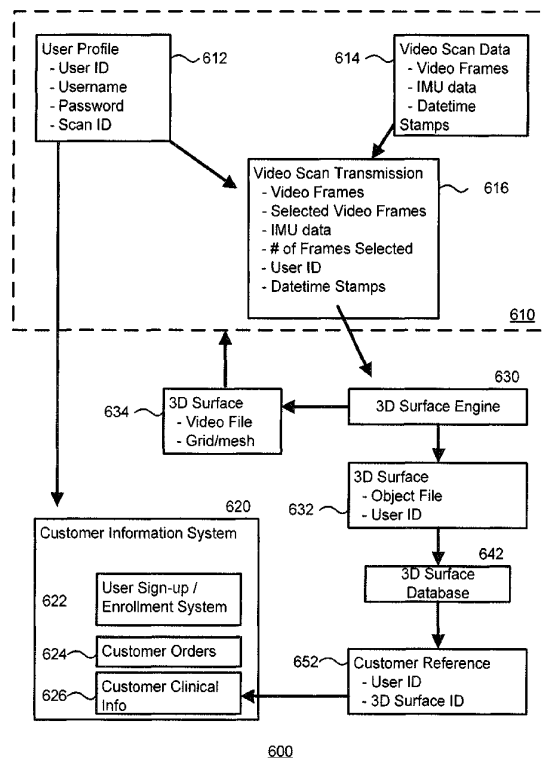 User Profile
- User ID
- Username
- Password
- Scan ID
612
614
Video Scan Data
- Video Frames
- IMU data
- Datetime
Stamps
Video Scan Transmission
- Video Frames
- Selected Video Frames
- IMU data
- # of Frames Selected
- User ID
- Datetime Stamps
616
610
634
3D Surface
- Video File
- Grid/mesh
630
3D Surface Engine
632
3D Surface
- Object File
- User ID
620
Customer Information System
622
User Sign-up /
Enrollment System
624
Customer Orders
626
Customer Clinical
Info
642
3D Surface
Database
652
Customer Reference
- User ID
- 3D Surface ID
600